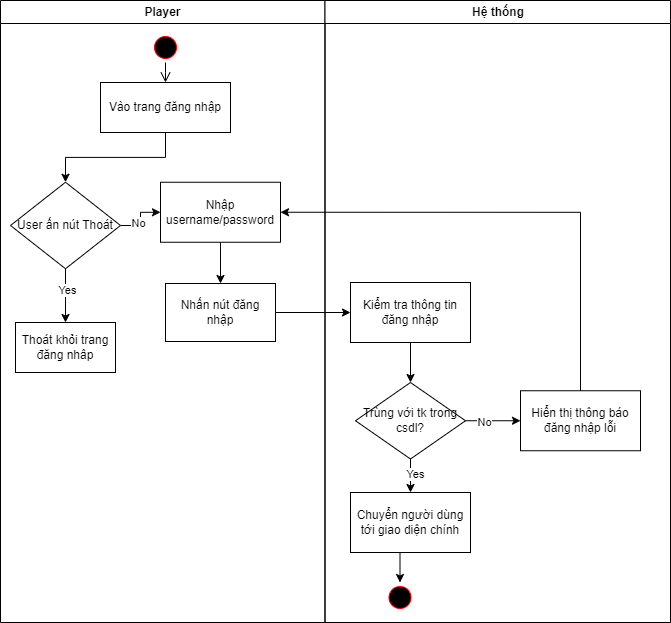 Player
Hệ thống
Vào trang đăng nhập
User ấn nút Thoát
No
Nhập
username/password
Yes
Nhấn nút đăng
nhập
Kiểm tra thông tin
đăng nhập
Thoát khỏi trang
đăng nhâp
Trùng với tk trong
csdl?
No
Hiển thị thông báo
đăng nhập lỗi
Yes
Chuyển người dùng
tới giao diện chính